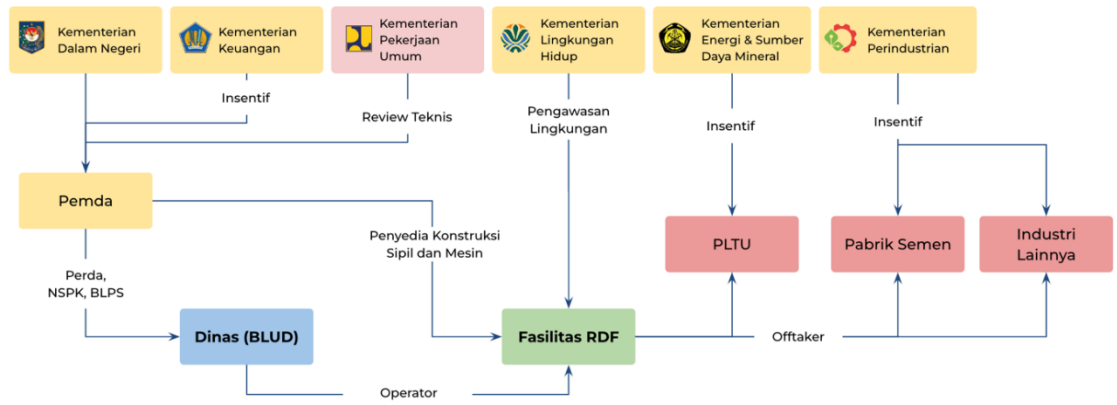 Kementerian
Dalam Negeri
Kementerian
Keuangan
Kementerian
Pekerjaan
Umum
Kementerian
Lingkungan
Hidup
Kementerian
Energi & Sumber
Daya Mineral
Kementerian
Perindustrian
Insentif
Review Teknis
Pengawasan
Lingkungan
Insentif
Insentif
Pemda
Penyedia Konstruksi
Sipil dan Mesin
PLTU
Pabrik Semen
Industri
Lainnya
Perda,
NSPK, BLPS
Dinas (BLUD)
Fasilitas RDF
Offtaker
Operator